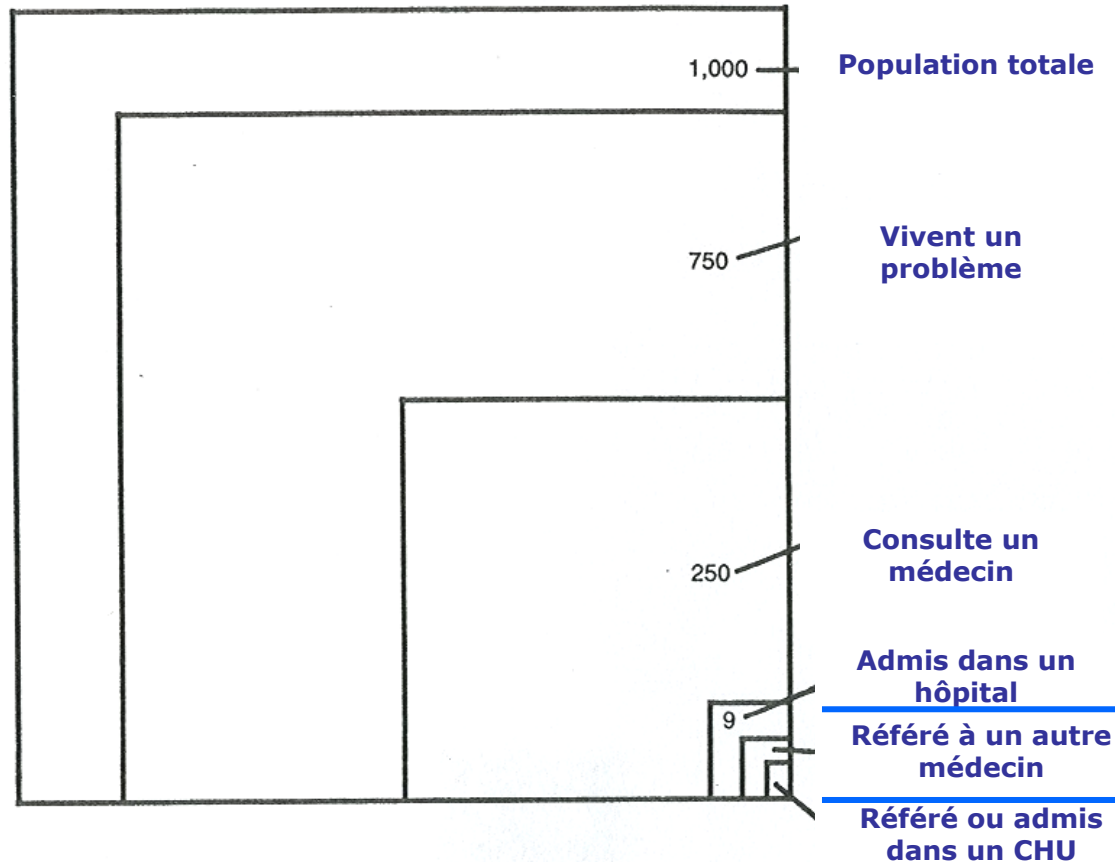 1,000
Population totale
750
Vivent un
problème
250
Consulte un
médecin
9
Admis dans un
hôpital
Référé à un autre
médecin
Référé ou admis
dans un CHU